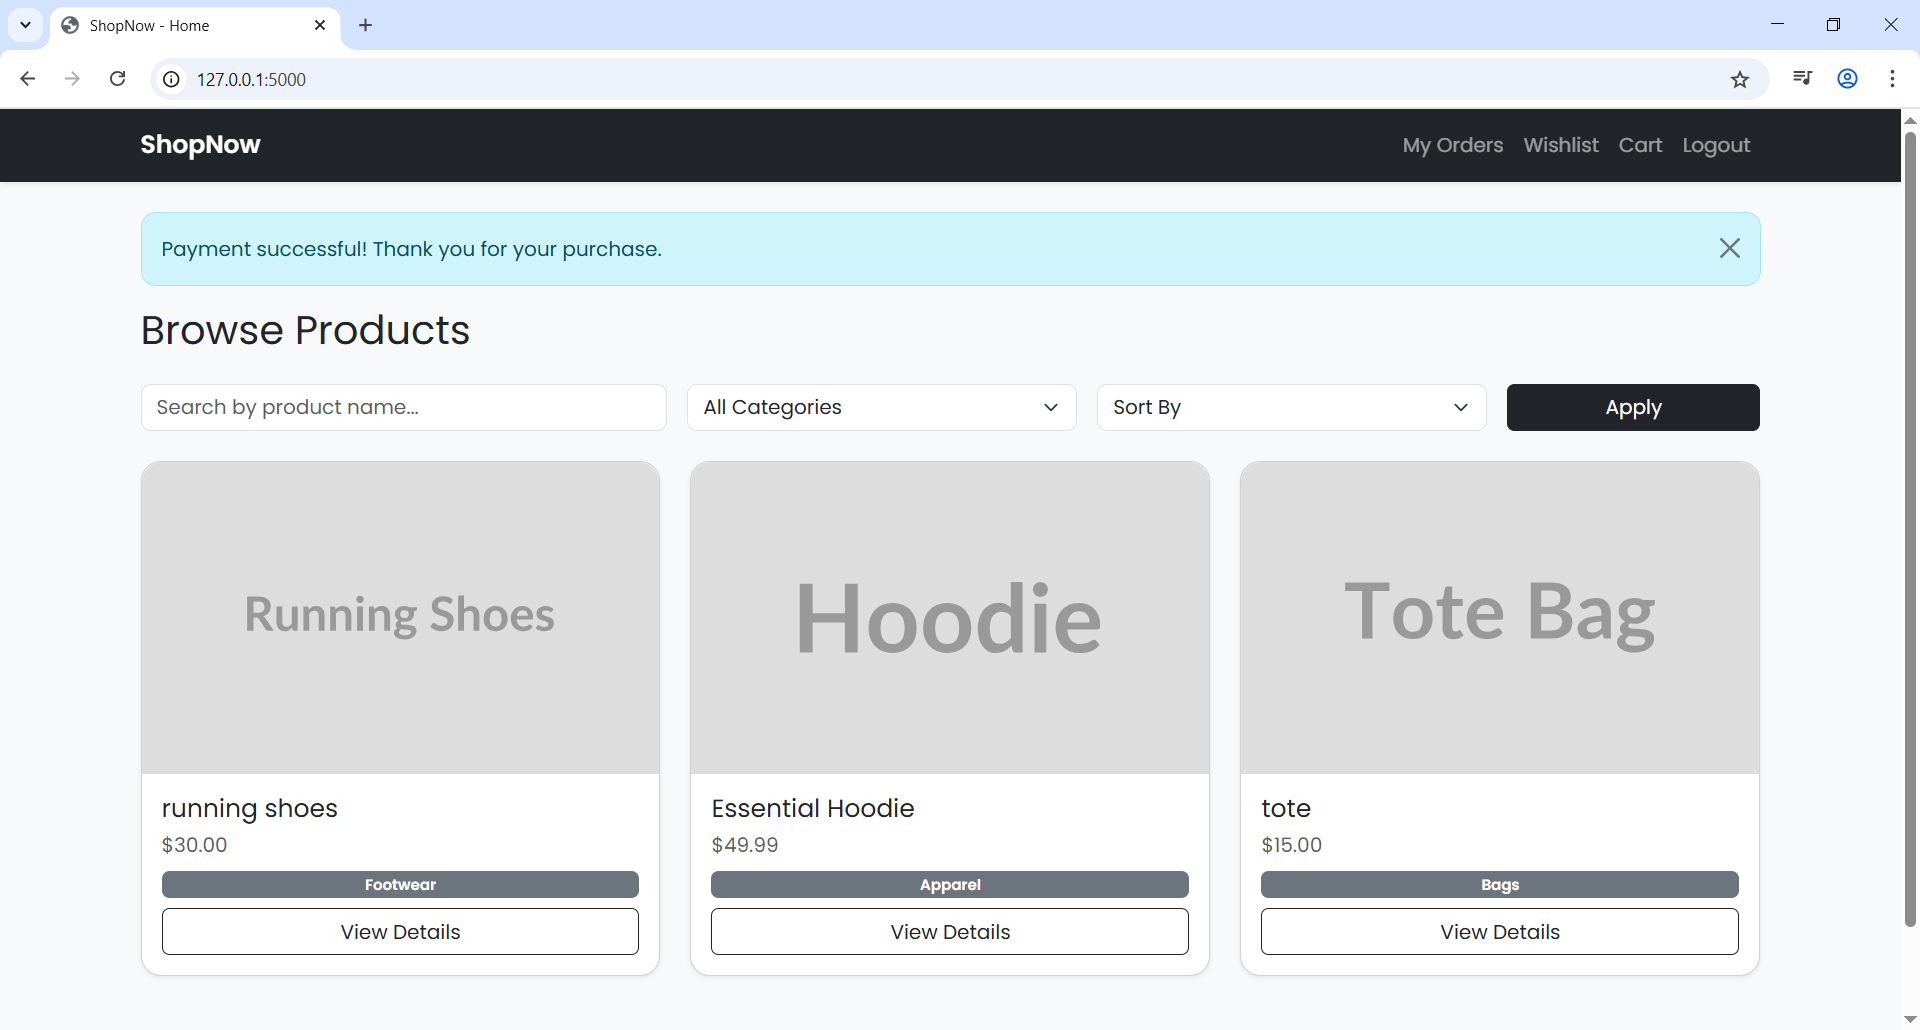 ShopNow - Home
127.0.0.1:5000
ShopNow
My Orders Wishlist Cart Logout
Payment successful! Thank you for your purchase.
Browse Products
Search by product name... All Categories Sort By Apply
Running Shoes Hoodie Tote Bag
running shoes Essential Hoodie tote
$30.00 $49.99 $15.00
Footwear Apparel Bags
View Details View Details View Details